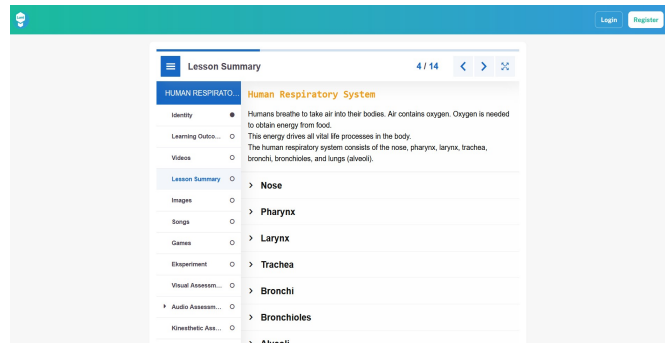 Login Register
Lesson Summary 4 / 14
HUMAN RESPIRATO...
Identity
Learning Outco...
Videos
Lesson Summary
Images
Songs
Games
Eksperiment
Visual Assessm...
Audio Assessm...
Kinesthetic Ass...
Human Respiratory System
Humans breathe to take air into their bodies. Air contains oxygen. Oxygen is needed
to obtain energy from food.
This energy drives all vital life processes in the body.
The human respiratory system consists of the nose, pharynx, larynx, trachea,
bronchi, bronchioles, and lungs (alveoli).
Nose
Pharynx
Larynx
Trachea
Bronchi
Bronchioles
Alveoli